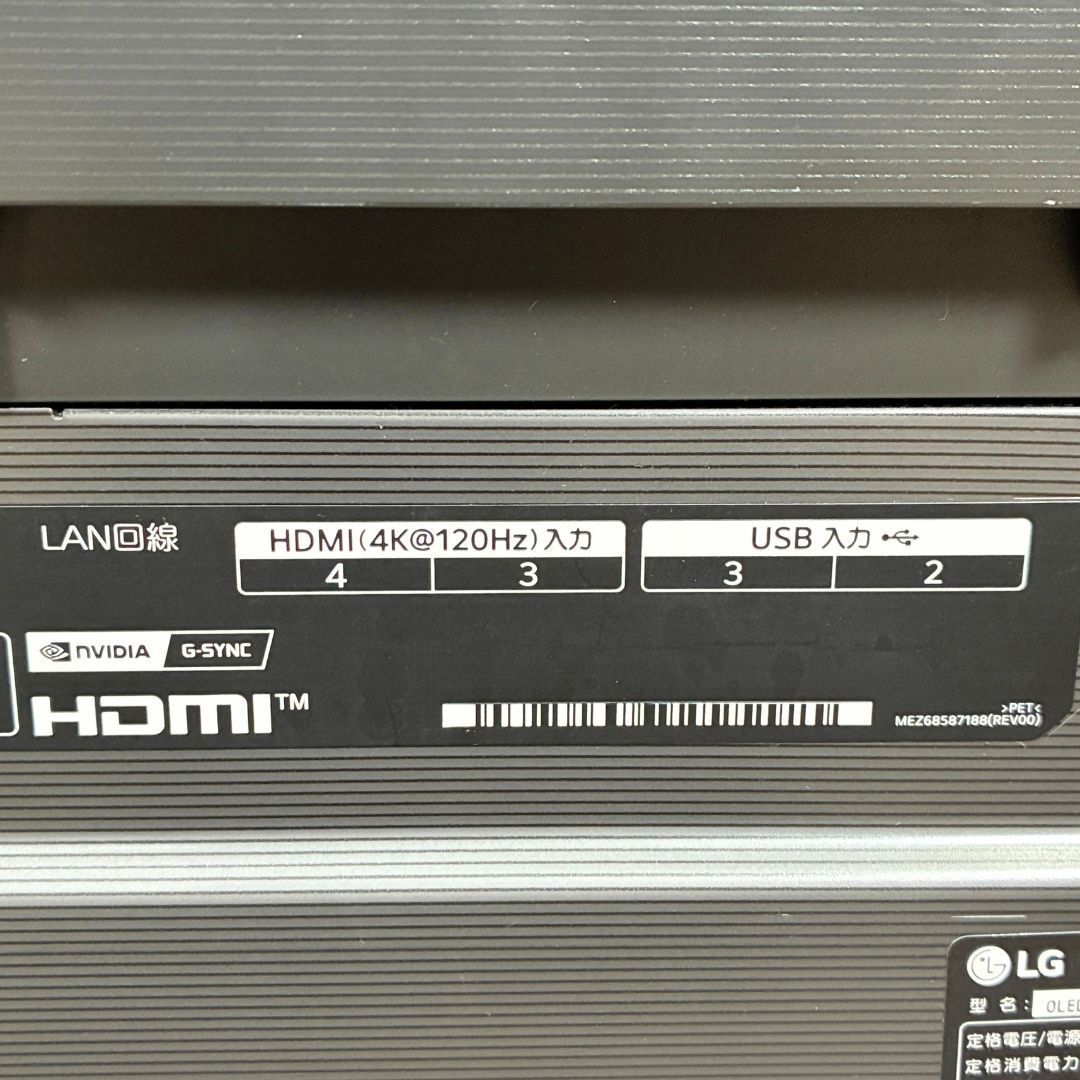 LAN回線
HDMI(4K@120Hz)入力
4 3
USB 入力
3 2
NVIDIA G-SYNC
HDMI™
>PET<
MEZ68587188(REV00)
LG
型 名: OLED
定格電圧/電源
定格消費電力